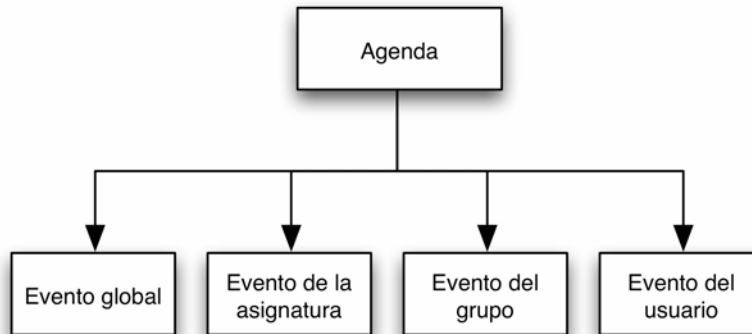 Agenda
Evento global
Evento de la
asignatura
Evento del
grupo
Evento del
usuario